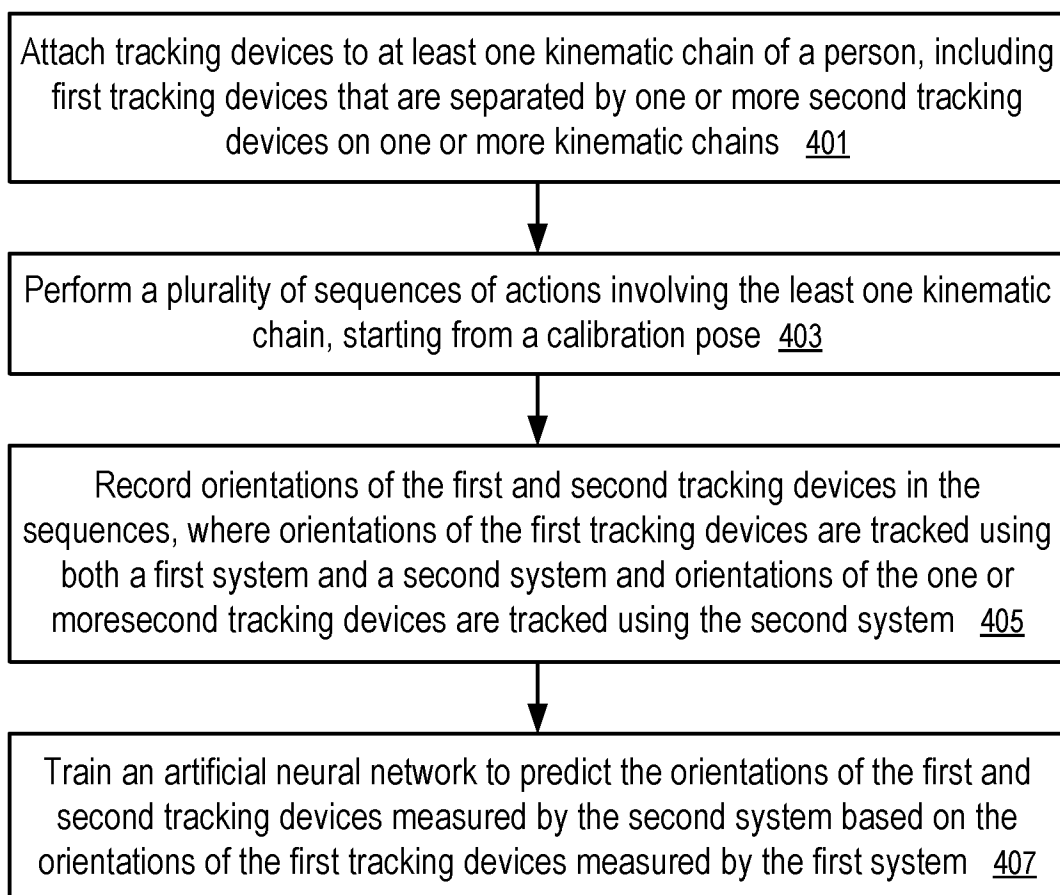 Attach tracking devices to at least one kinematic chain of a person, including
first tracking devices that are separated by one or more second tracking
devices on one or more kinematic chains 401
Perform a plurality of sequences of actions involving the least one kinematic
chain, starting from a calibration pose 403
Record orientations of the first and second tracking devices in the
sequences, where orientations of the first tracking devices are tracked using
both a first system and a second system and orientations of the one or
moresecond tracking devices are tracked using the second system 405
Train an artificial neural network to predict the orientations of the first and
second tracking devices measured by the second system based on the
orientations of the first tracking devices measured by the first system 407